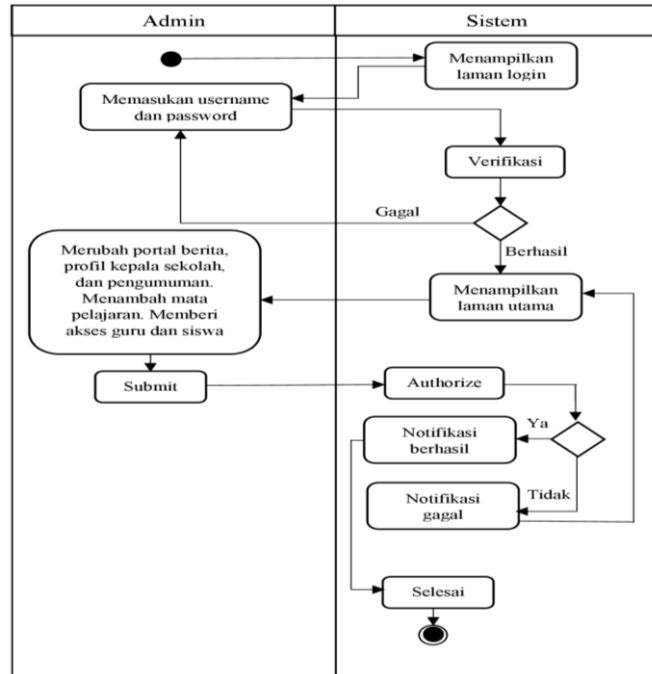 Admin
Sistem
Menampilkan
laman login
Memasukan username
dan password
Verifikasi
Gagal
Berhasil
Merubah portal berita,
profil kepala sekolah,
dan pengumuman.
Menambah mata
pelajaran. Memberi
akses guru dan siswa
Menampilkan
laman utama
Submit
Authorize
Ya
Notifikasi
berhasil
Tidak
Notifikasi
gagal
Selesai